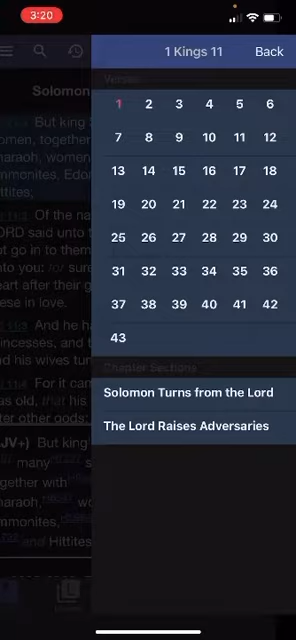 3:20
1 Kings 11
Back
Verses
1 2 3 4 5 6
7 8 9 10 11 12
13 14 15 16 17 18
19 20 21 22 23 24
25 26 27 28 29 30
31 32 33 34 35 36
37 38 39 40 41 42
43
Chapter Sections
Solomon Turns from the Lord
The Lord Raises Adversaries
Solomon
But king
omen, together
haraoh, women
mmonites, Edo
ittites;
Of the na
ORD said unto t
ot go in to them
nto you: for sure
eart after their g
ese in love.
And he ha
incesses, and t
nd his wives tur
For it can
as old, that his
ter other gods:
JV+) But king
many
gether with
haraoh, wo
mmonites,
and Hittites